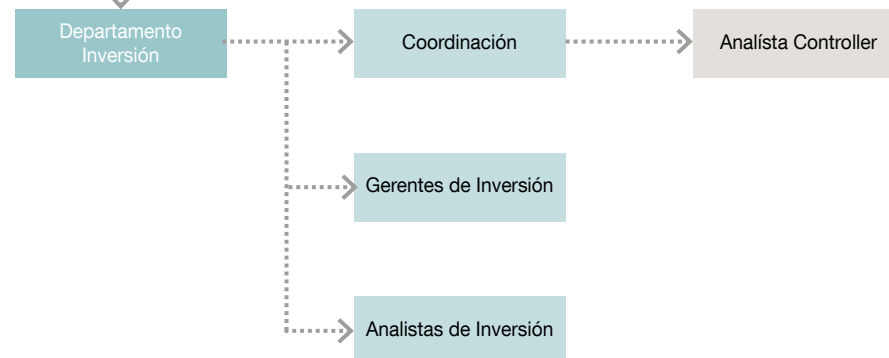 Departamento
Inversión
Coordinación
Analísta Controller
Gerentes de Inversión
Analistas de Inversión